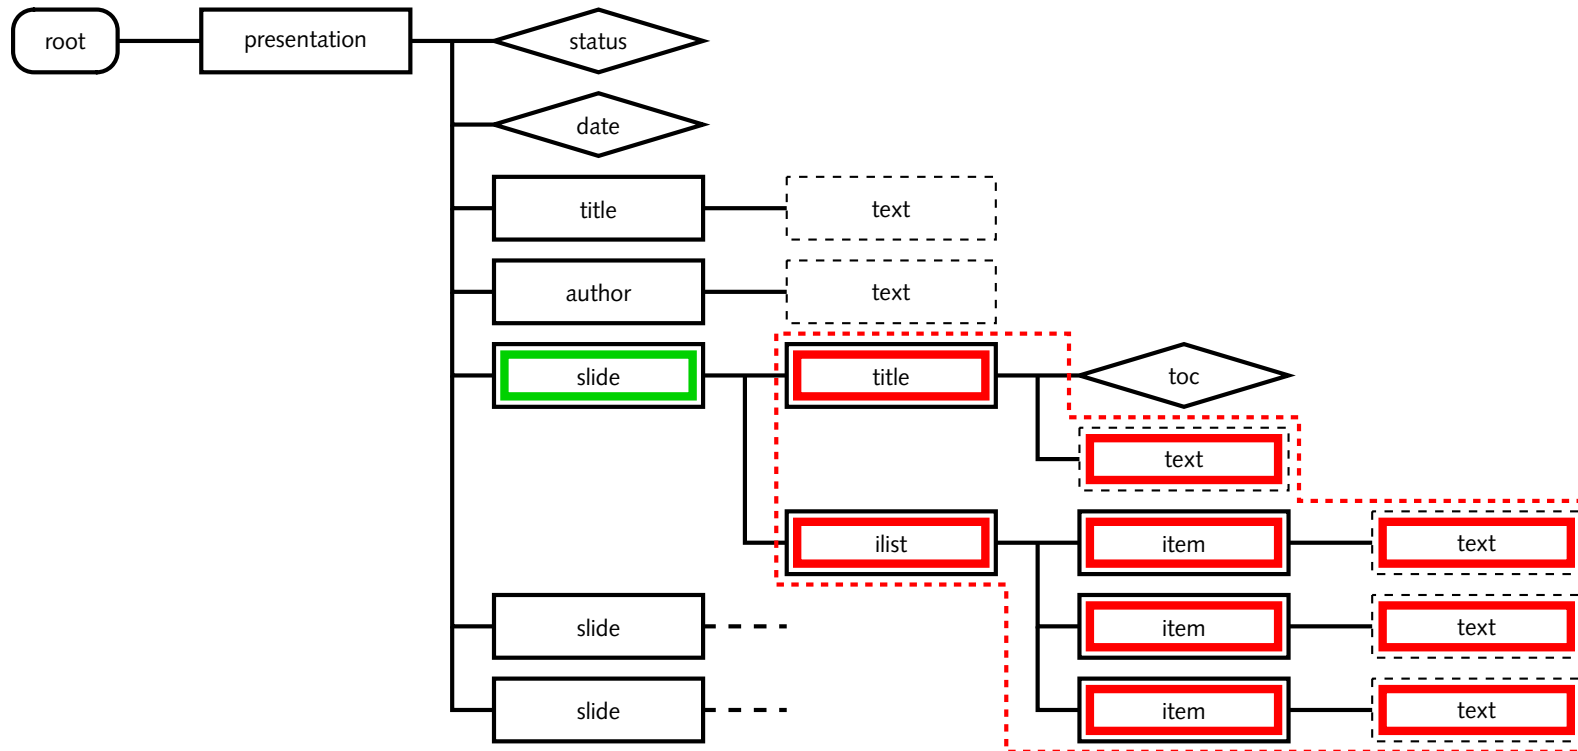 root
presentation
status
date
title
text
author
text
slide
title
toc
text
ilist
item
text
slide
item
text
slide
item
text